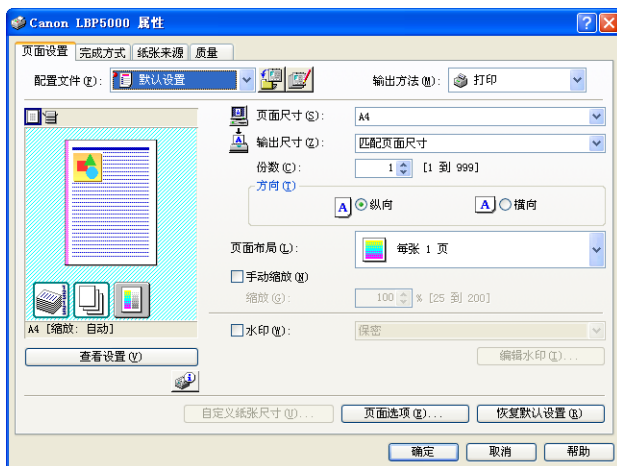 Canon LBP5000 属性
页面设置 完成方式 纸张来源 质量
配置文件(F): 默认设置 输出方法(M): 打印
页面尺寸(S): A4
输出尺寸(Z): 匹配页面尺寸
份数(C): 1 [1 到 999]
方向(T)
A 纵向 A 横向
页面布局(L): 每张 1 页
手动缩放(N)
缩放(G): 100 % [25 到 200]
A4 [缩放: 自动]
水印(W): 保密
查看设置(V) 编辑水印(I)...
自定义纸张尺寸(U)... 页面选项(E)... 恢复默认设置(R)
确定 取消 帮助